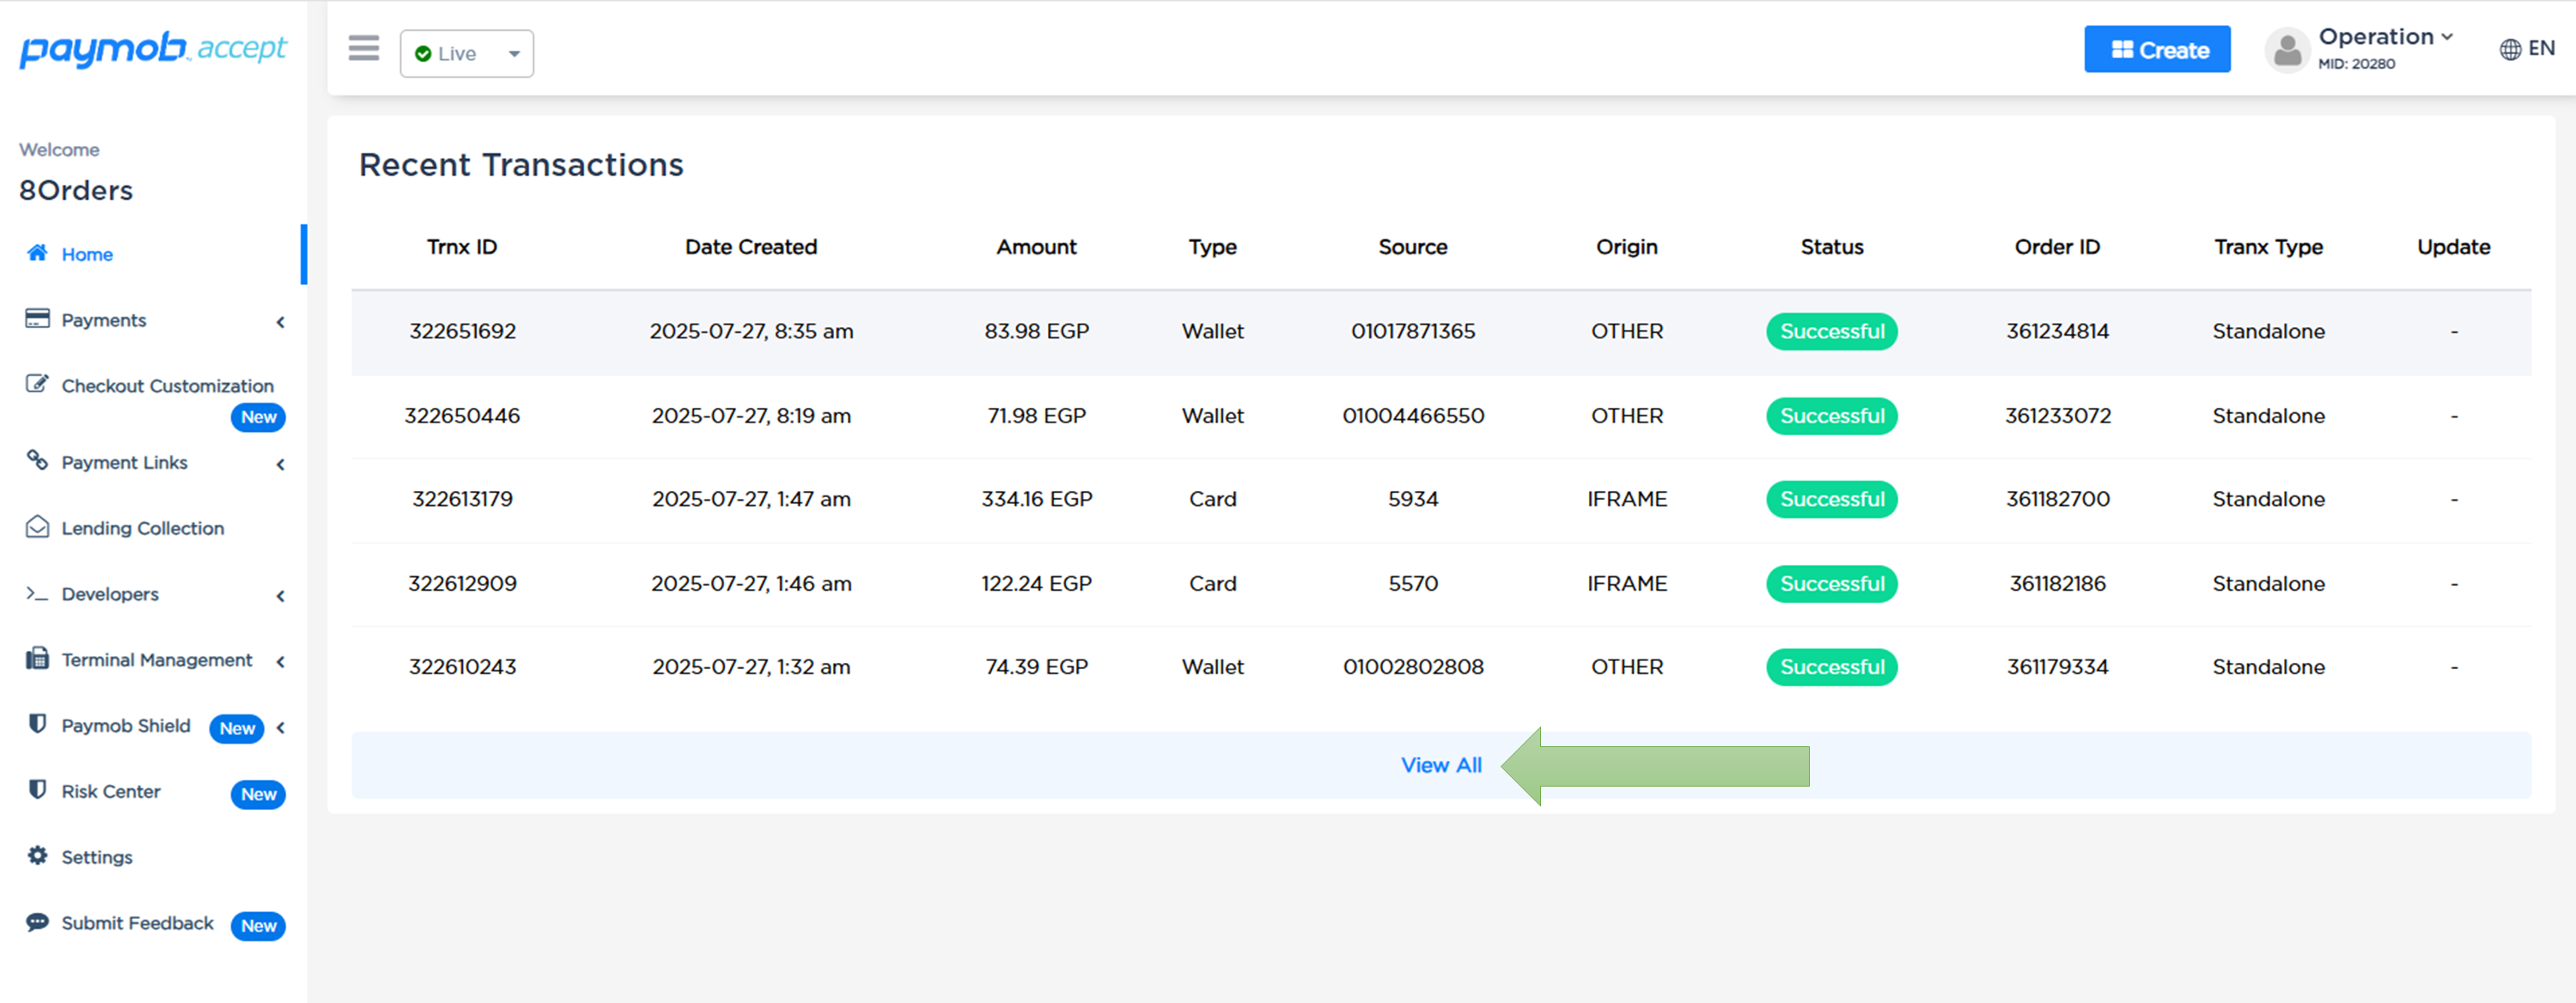 paymob accept
Live
Create
Operation
MID: 20280
EN
Welcome
8Orders
Home
Payments
Checkout Customization
New
Payment Links
Lending Collection
Developers
Terminal Management
Paymob Shield New
Risk Center New
Settings
Submit Feedback New
Recent Transactions
Trnx ID Date Created Amount Type Source Origin Status Order ID Tranx Type Update
322651692 2025-07-27, 8:35 am 83.98 EGP Wallet 01017871365 OTHER Successful 361234814 Standalone -
322650446 2025-07-27, 8:19 am 71.98 EGP Wallet 01004466550 OTHER Successful 361233072 Standalone -
322613179 2025-07-27, 1:47 am 334.16 EGP Card 5934 IFRAME Successful 361182700 Standalone -
322612909 2025-07-27, 1:46 am 122.24 EGP Card 5570 IFRAME Successful 361182186 Standalone -
322610243 2025-07-27, 1:32 am 74.39 EGP Wallet 01002802808 OTHER Successful 361179334 Standalone -
View All